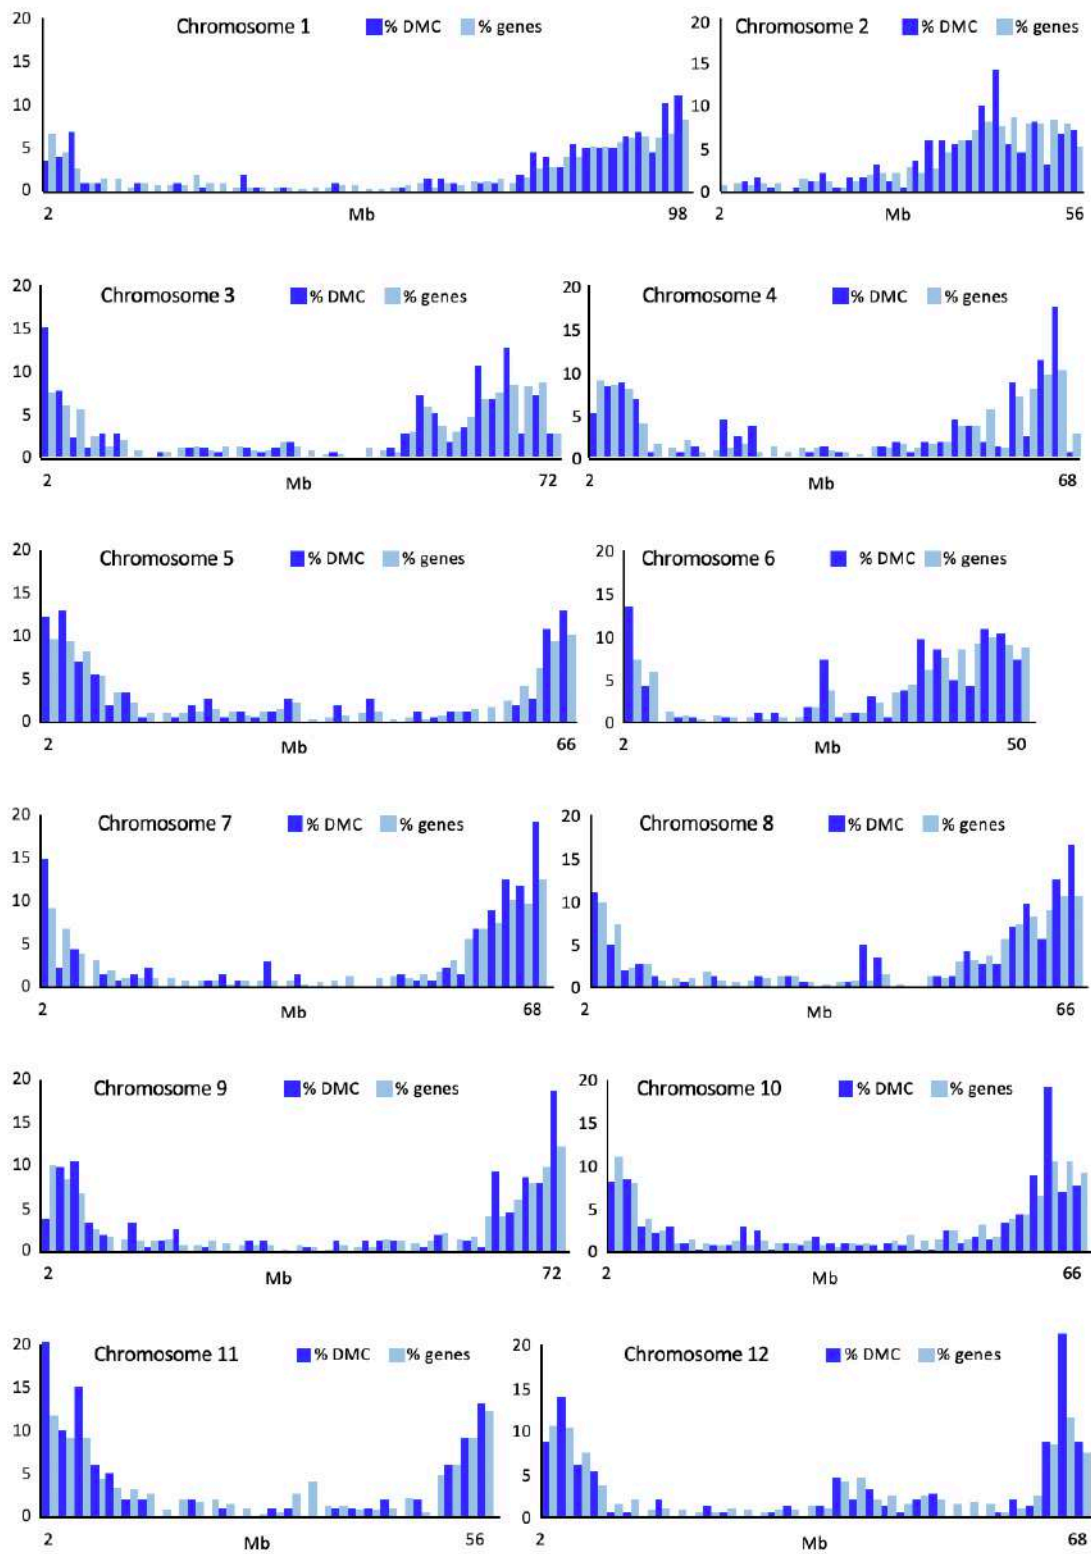 Chromosome 1 % DMC % genes
20
15
10
5
0
2 Mb 98
Chromosome 2 % DMC % genes
20
15
10
5
0
2 Mb 56
Chromosome 3 % DMC % genes
20
15
10
5
0
2 Mb 72
Chromosome 4 % DMC % genes
20
15
10
5
0
2 Mb 68
Chromosome 5 % DMC % genes
20
15
10
5
0
2 Mb 66
Chromosome 6 % DMC % genes
20
15
10
5
0
2 Mb 50
Chromosome 7 % DMC % genes
20
15
10
5
0
2 Mb 68
Chromosome 8 % DMC % genes
20
15
10
5
0
2 Mb 66
Chromosome 9 % DMC % genes
20
15
10
5
0
2 Mb 72
Chromosome 10 % DMC % genes
20
15
10
5
0
2 Mb 66
Chromosome 11 % DMC % genes
20
15
10
5
0
2 Mb 56
Chromosome 12 % DMC % genes
20
15
10
5
0
2 Mb 68